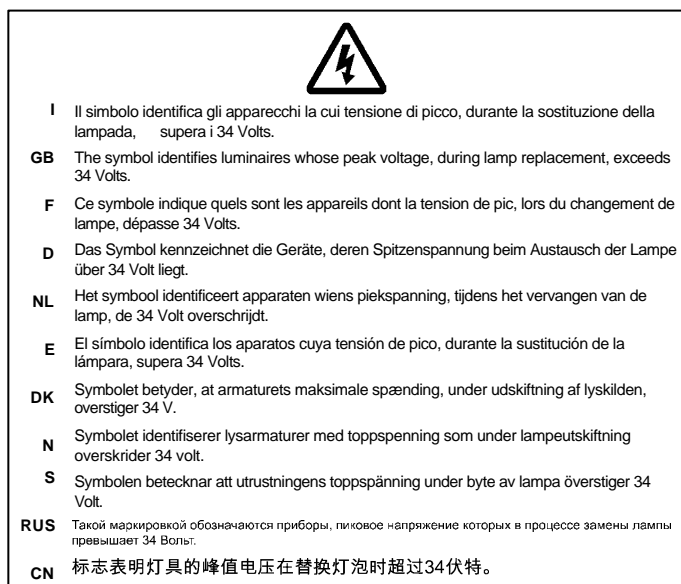 I Il simbolo identifica gli apparecchi la cui tensione di picco, durante la sostituzione della
lampada, supera i 34 Volts.
GB The symbol identifies luminaires whose peak voltage, during lamp replacement, exceeds
34 Volts.
F Ce symbole indique quels sont les appareils dont la tension de pic, lors du changement de
lampe, dépasse 34 Volts.
D Das Symbol kennzeichnet die Geräte, deren Spitzenspannung beim Austausch der Lampe
über 34 Volt liegt.
NL Het symbool identificeert apparaten wiens piekspanning, tijdens het vervangen van de
lamp, de 34 Volt overschrijdt.
E El símbolo identifica los aparatos cuya tensión de pico, durante la sustitución de la
lámpara, supera 34 Volts.
DK Symbolet betyder, at armaturets maksimale spænding, under udskiftning af lyskilden,
overstiger 34 V.
N Symbolet identifiserer lysarmaturer med toppspenning som under lampeutskiftning
overskrider 34 volt.
S Symbolen betecknar att utrustningens toppspänning under byte av lampa överstiger 34
Volt.
RUS Такой маркировкой обозначаются приборы, пиковое напряжение которых в процессе замены лампы
превышает 34 Вольт.
CN 标志表明灯具的峰值电压在替换灯泡时超过34伏特。